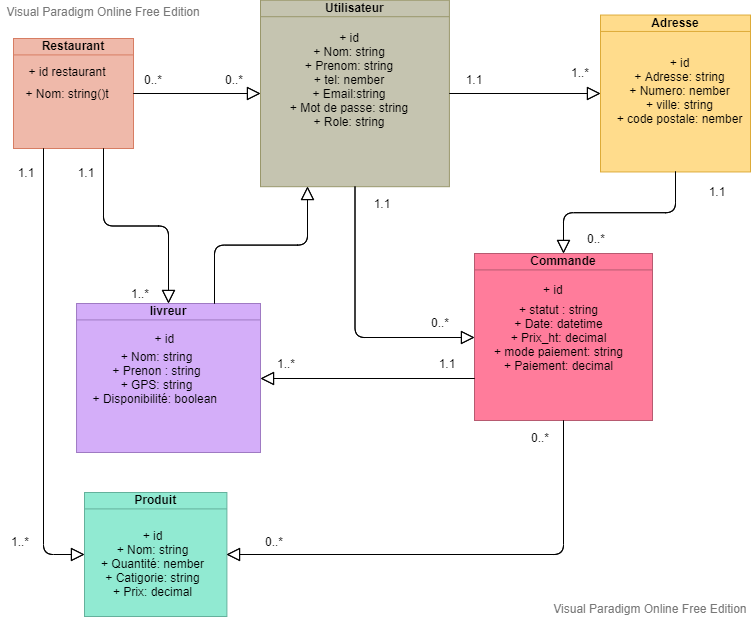 Visual Paradigm Online Free Edition
Restaurant
+ id restaurant
+ Nom: string()t
0..*
0..*
Utilisateur
+ id
+ Nom: string
+ Prenom: string
+ tel: nember
+ Email:string
+ Mot de passe: string
+ Role: string
1.1
1..*
Adresse
+ id
+ Adresse: string
+ Numero: nember
+ ville: string
+ code postale: nember
1.1
1.1
1.1
1.1
0..*
1..*
livreur
+ id
+ Nom: string
+ Prenon : string
+ GPS: string
+ Disponibilité: boolean
Commande
+ id
+ statut : string
+ Date: datetime
+ Prix_ht: decimal
+ mode paiement: string
+ Paiement: decimal
0..*
1..*
1.1
0..*
Produit
+ id
+ Nom: string
+ Quantité: nember
+ Catigorie: string
+ Prix: decimal
1..*
0..*
Visual Paradigm Online Free Edition